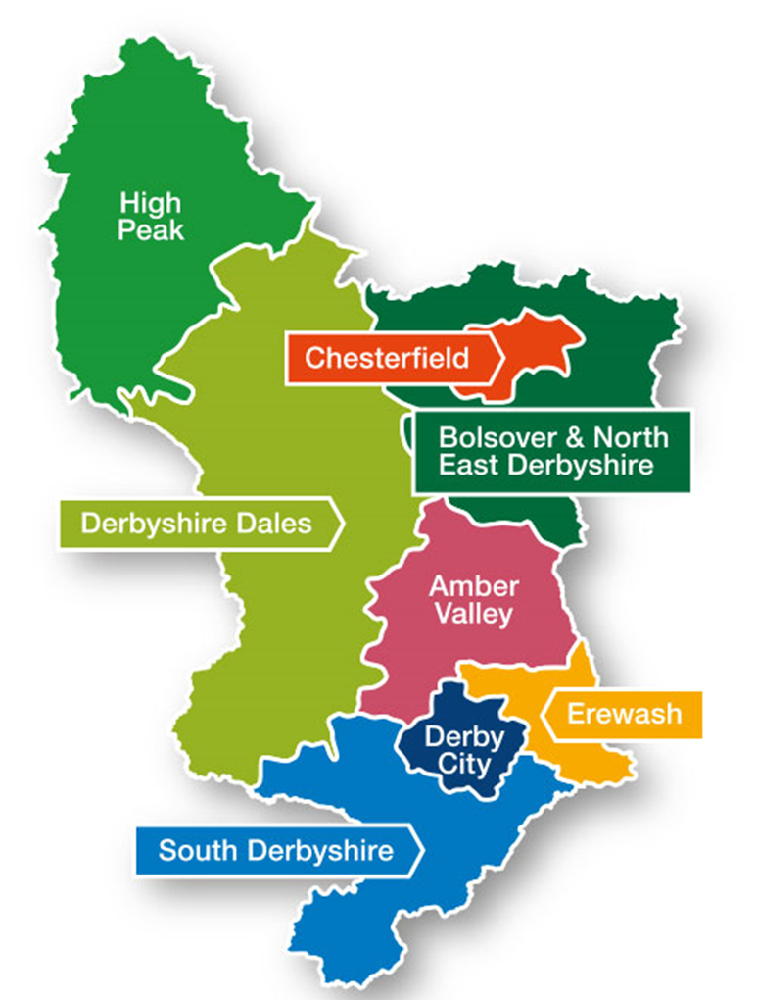 High
Peak
Chesterfield
Bolsover & North
East Derbyshire
Derbyshire Dales
Amber
Valley
Erewash
Derby
City
South Derbyshire